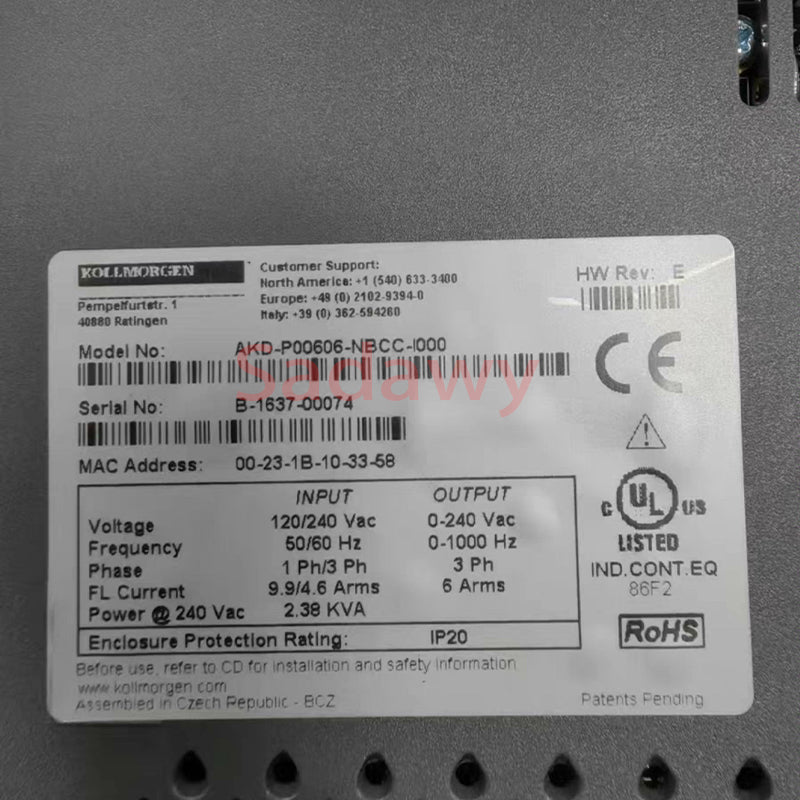 KOLLMORGEN
Customer Support:
North America: +1 (540) 633-3400
Europe: +49 (0) 2102-9394-0
Italy: +39 (0) 362-594260
Pempelfurtstr. 1
40880 Ratingen
HW Rev: E
Model No: AKD-P00606-NBCC-I000
Sadawy
Serial No: B-1637-00074
MAC Address: 00-23-1B-10-33-58
INPUT OUTPUT
Voltage 120/240 Vac 0-240 Vac
Frequency 50/60 Hz 0-1000 Hz
Phase 1 Ph/3 Ph 3 Ph
FL Current 9.9/4.6 Arms 6 Arms
Power @ 240 Vac 2.38 KVA
Enclosure Protection Rating: IP20
Before use, refer to CD for installation and safety information
www.kollmorgen.com
Assembled in Czech Republic - BCZ
CE
C UL US
LISTED
IND.CONT.EQ
86F2
RoHS
Patents Pending